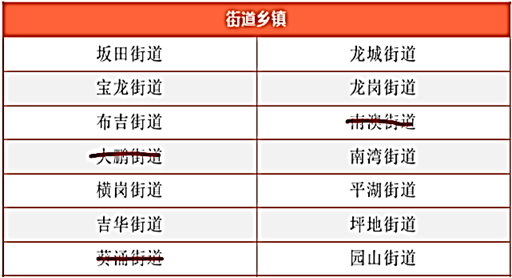 街道乡镇
坂田街道 龙城街道
宝龙街道 龙岗街道
布吉街道 南澳街道
大鹏街道 南湾街道
横岗街道 平湖街道
吉华街道 坪地街道
葵涌街道 园山街道